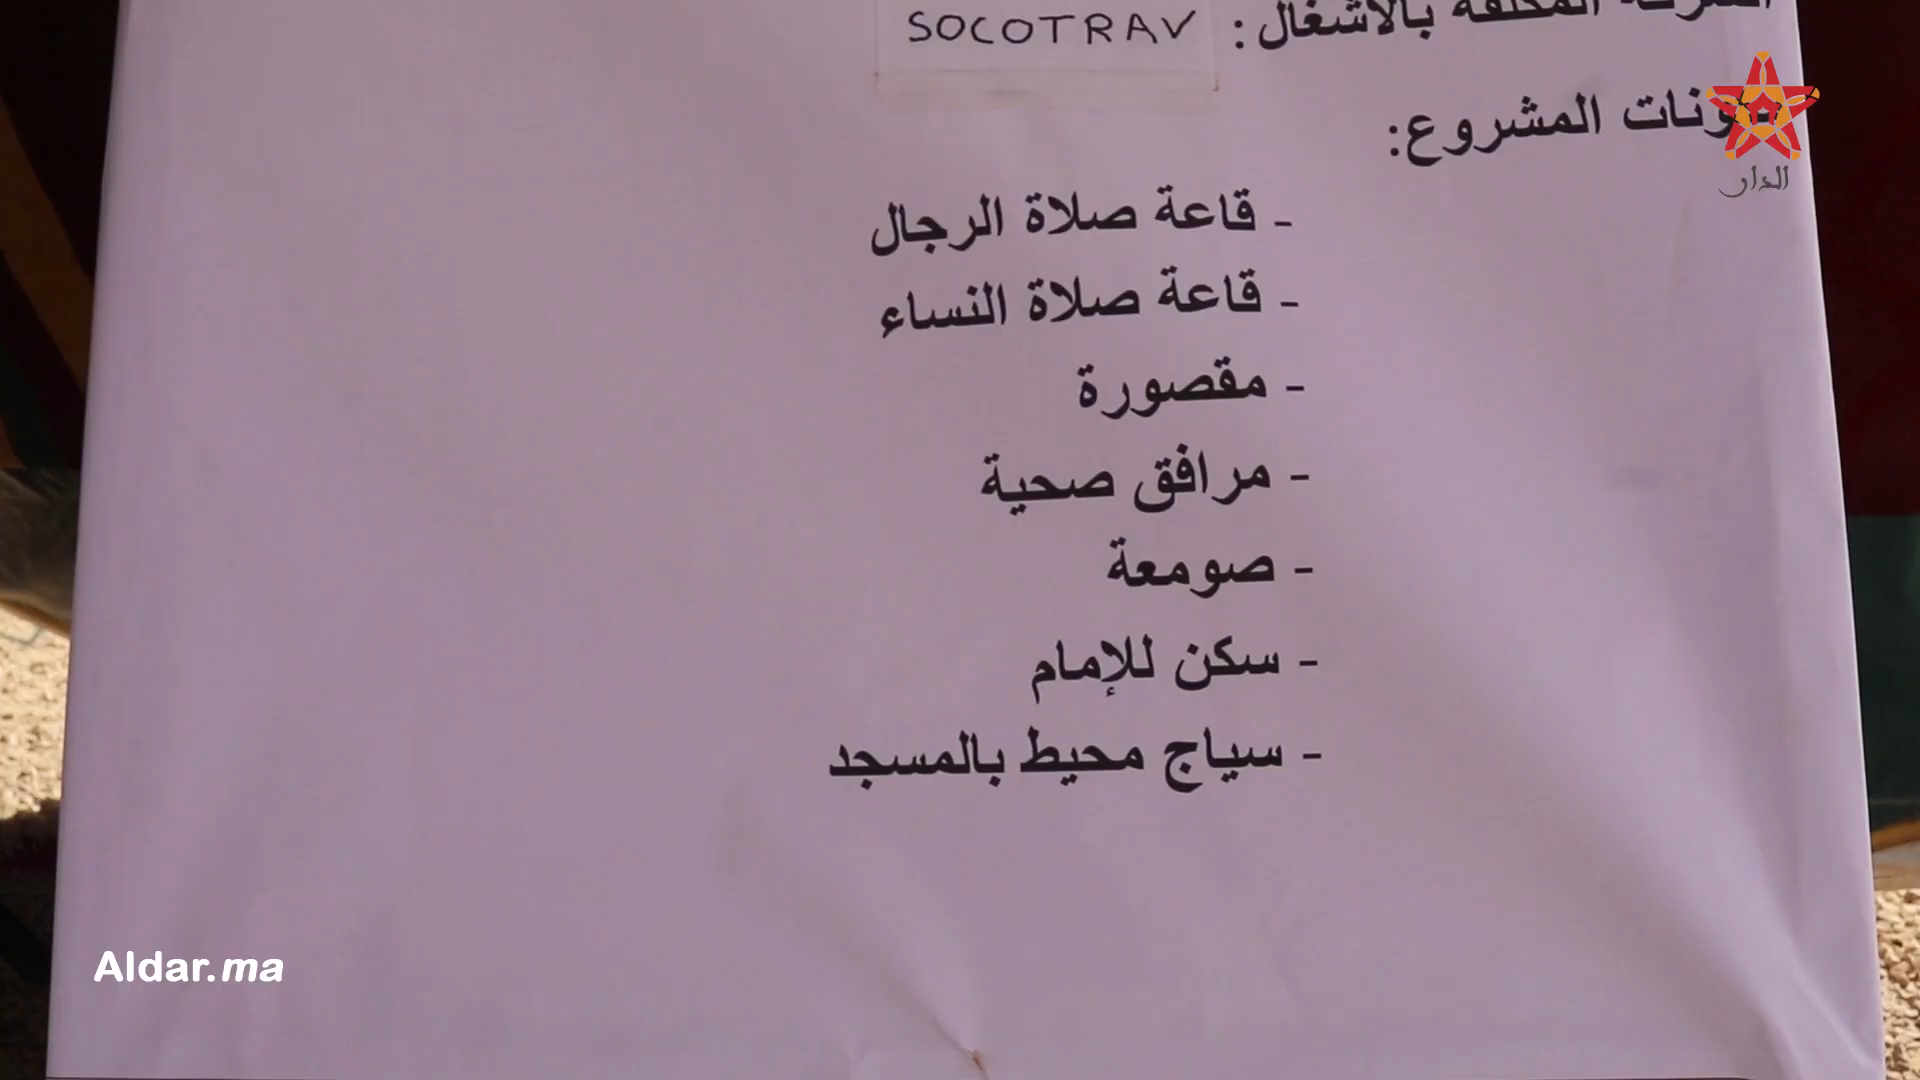 المكلفة بالأشغال : SOCOTRAV
المشروع:
- قاعة صلاة الرجال
- قاعة صلاة النساء
- مقصورة
- مرافق صحية
- صومعة
- سكن للإمام
- سياج محيط بالمسجد
الدار
Aldar.ma